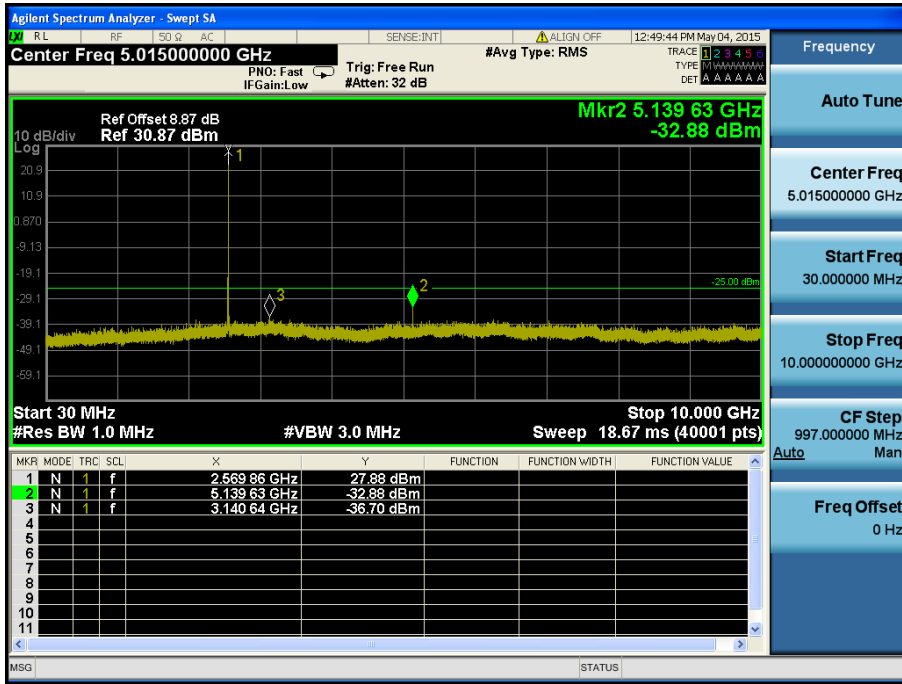 Agilent Spectrum Analyzer - Swept SA
LXI RL RF 50 Ω AC SENSE:INT ALIGN OFF 12:49:44 PM May 04, 2015
Center Freq 5.015000000 GHz
PNO: Fast
IFGain:Low
Trig: Free Run
#Atten: 32 dB
#Avg Type: RMS
TRACE 1 2 3 4 5 6
TYPE M WWWWW
DET A A A A A A
Mkr2 5.139 63 GHz
-32.88 dBm
Ref Offset 8.87 dB
10 dB/div Ref 30.87 dBm
Log
1
20.9
10.9
0.870
-9.13
-19.1
-25.00 dBm
2
3
-29.1
-39.1
-49.1
-59.1
Start 30 MHz Stop 10.000 GHz
#Res BW 1.0 MHz #VBW 3.0 MHz Sweep 18.67 ms (40001 pts)
MKR MODE TRC SCL X Y FUNCTION FUNCTION WIDTH FUNCTION VALUE
1 N 1 f 2.569 86 GHz 27.88 dBm
2 N 1 f 5.139 63 GHz -32.88 dBm
3 N 1 f 3.140 64 GHz -36.70 dBm
4
5
6
7
8
9
10
11
MSG STATUS
Frequency
Auto Tune
Center Freq
5.015000000 GHz
Start Freq
30.000000 MHz
Stop Freq
10.000000000 GHz
CF Step
997.000000 MHz
Auto Man
Freq Offset
0 Hz